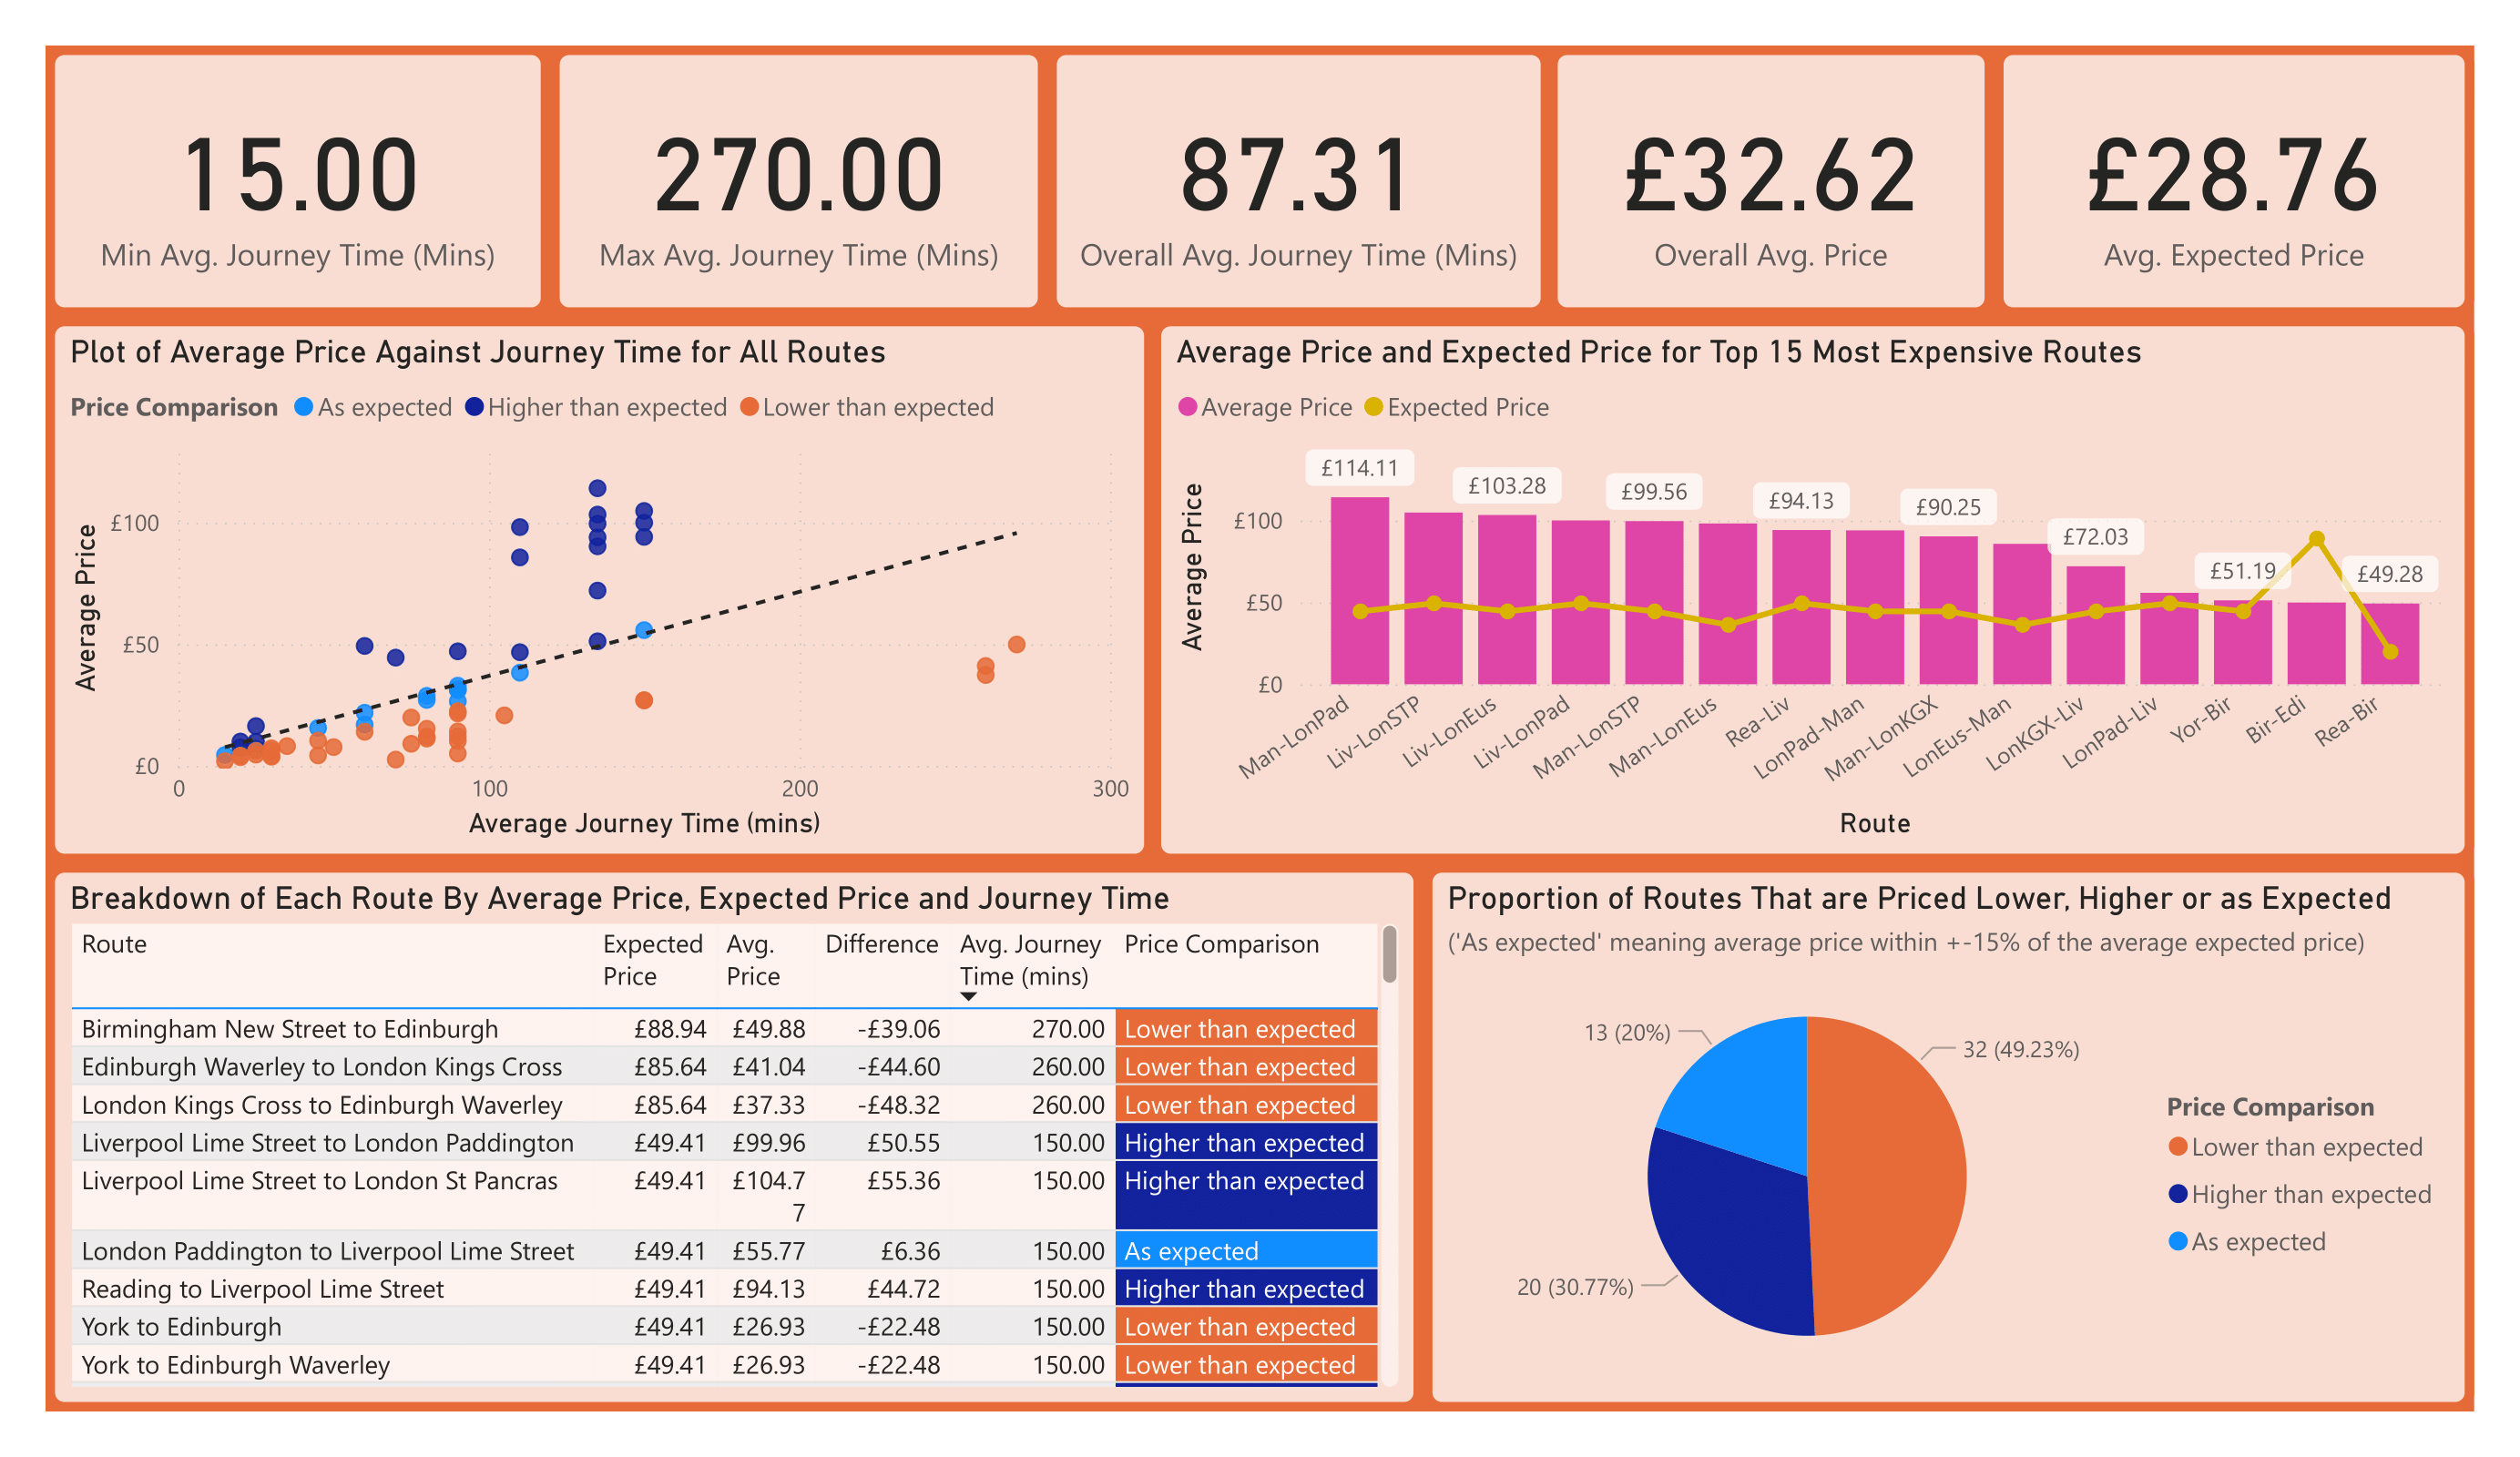 15.00
Min Avg. Journey Time (Mins)
270.00
Max Avg. Journey Time (Mins)
87.31
Overall Avg. Journey Time (Mins)
£32.62
Overall Avg. Price
£28.76
Avg. Expected Price
Plot of Average Price Against Journey Time for All Routes
Price Comparison As expected Higher than expected Lower than expected
Average Price
£100
£50
£0
0 100 200 300
Average Journey Time (mins)
Average Price and Expected Price for Top 15 Most Expensive Routes
Average Price Expected Price
Average Price
£100
£50
£0
£114.11 £103.28 £99.56 £94.13 £90.25 £72.03 £51.19 £49.28
Man-LonPad Liv-LonSTP Liv-LonEus Liv-LonPad Man-LonSTP Man-LonEus Rea-Liv LonPad-Man Man-LonKGX LonEus-Man LonKGX-Liv LonPad-Liv Yor-Bir Bir-Edi Rea-Bir
Route
Breakdown of Each Route By Average Price, Expected Price and Journey Time
Route Expected Price Avg. Price Difference Avg. Journey Time (mins) Price Comparison
Birmingham New Street to Edinburgh £88.94 £49.88 -£39.06 270.00 Lower than expected
Edinburgh Waverley to London Kings Cross £85.64 £41.04 -£44.60 260.00 Lower than expected
London Kings Cross to Edinburgh Waverley £85.64 £37.33 -£48.32 260.00 Lower than expected
Liverpool Lime Street to London Paddington £49.41 £99.96 £50.55 150.00 Higher than expected
Liverpool Lime Street to London St Pancras £49.41 £104.7 £55.36 150.00 Higher than expected
7
London Paddington to Liverpool Lime Street £49.41 £55.77 £6.36 150.00 As expected
Reading to Liverpool Lime Street £49.41 £94.13 £44.72 150.00 Higher than expected
York to Edinburgh £49.41 £26.93 -£22.48 150.00 Lower than expected
York to Edinburgh Waverley £49.41 £26.93 -£22.48 150.00 Lower than expected
Proportion of Routes That are Priced Lower, Higher or as Expected
('As expected' meaning average price within +-15% of the average expected price)
13 (20%)
32 (49.23%)
20 (30.77%)
Price Comparison
Lower than expected
Higher than expected
As expected